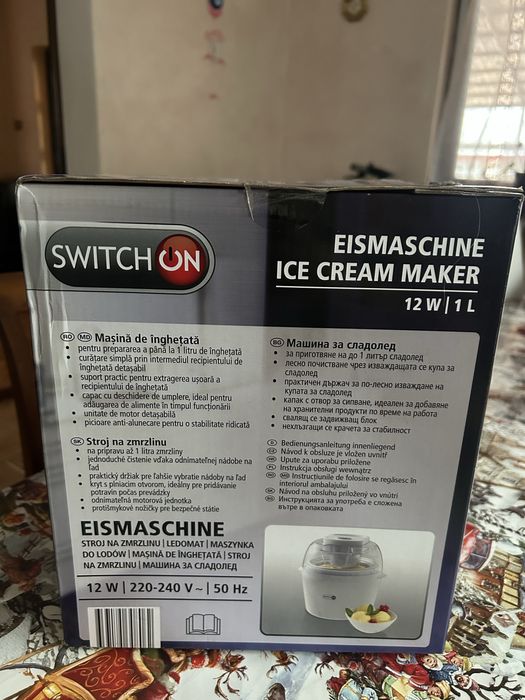 SWITCH ON
EISMASCHINE
ICE CREAM MAKER
12 W | 1 L
RO MD Mașină de înghețată
• pentru prepararea a până la 1 litru de înghețată
• curățare simplă prin intermediul recipientului de
înghețată detașabil
• suport practic pentru extragerea ușoară a
recipientului de înghețată
• capac cu deschidere de umplere, ideal pentru
adăugarea de alimente în timpul funcționării
• unitate de motor detașabilă
• picioare anti-alunecare pentru o stabilitate ridicată
SK Stroj na zmrzlinu
• na prípravu až 1 litra zmrzliny
• jednoduché čistenie vďaka odnímateľnej nádobe na
ľad
• praktický držiak pre ľahšie vybratie nádoby na ľad
• kryt s plniacim otvorom, ideálny pre pridávanie
potravín počas prevádzky
• odnímateľná motorová jednotka
• protišmykové nožičky pre bezpečné státie
BG Машина за сладолед
• за приготвяне на до 1 литър сладолед
• лесно почистване чрез изваждащата се купа за
сладолед
• практичен държач за по-лесно изваждане на
купата за сладолед
• капак с отвор за сипване, идеален за добавяне
на хранителни продукти по време на работа
• свалящ се задвижващ блок
• нехлъзгащи се крачета за стабилност
D Bedienungsanleitung innenliegend
CZ Návod k obsluze je vložen uvnitř
HR Upute za uporabu priložene
PL Instrukcja obsługi wewnątrz
RO MD Instrucțiunile de folosire se regăsesc în
interiorul ambalajului
SK Návod na obsluhu priložený vo vnútri
BG Инструкцията за употреба е сложена
вътре в опаковката
EISMASCHINE
STROJ NA ZMRZLINU | LEDOMAT | MASZYNKA
DO LODÓW | MAȘINĂ DE ÎNGHEȚATĂ | STROJ
NA ZMRZLINU | МАШИНА ЗА СЛАДОЛЕД
12 W | 220-240 V ~ | 50 Hz